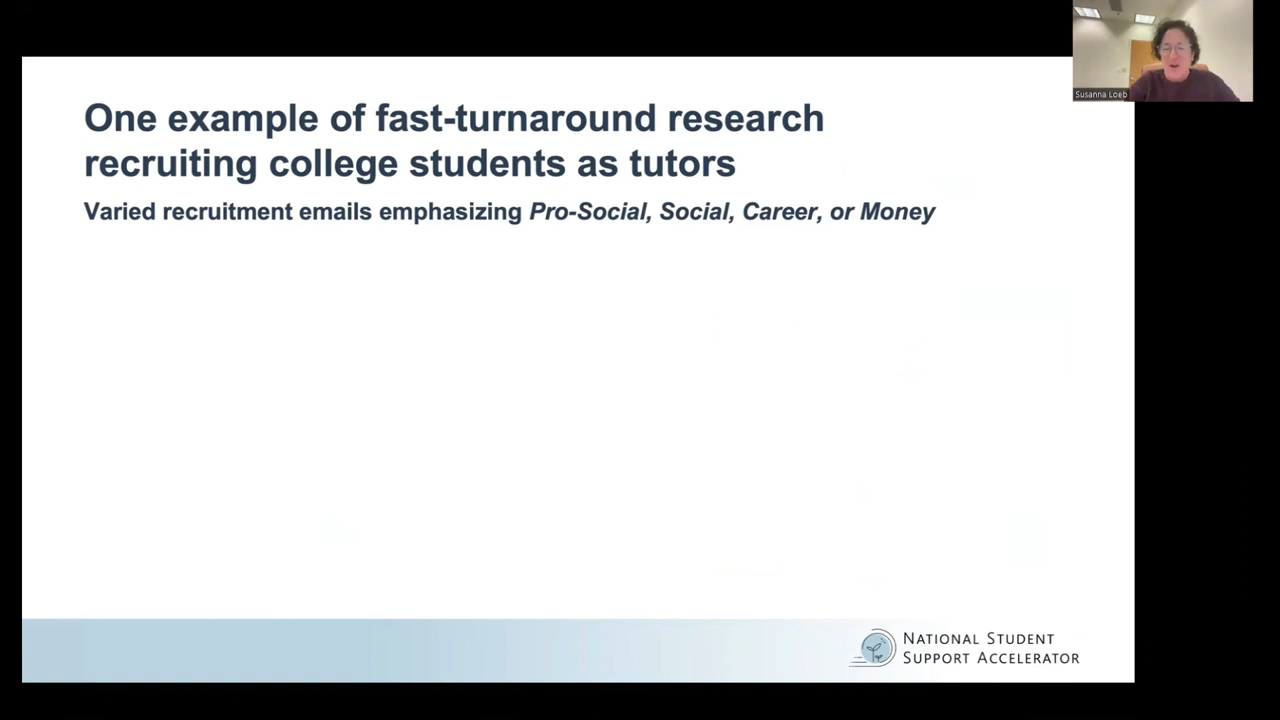 Susanna Loeb
One example of fast-turnaround research
recruiting college students as tutors
Varied recruitment emails emphasizing Pro-Social, Social, Career, or Money
NATIONAL STUDENT
SUPPORT ACCELERATOR